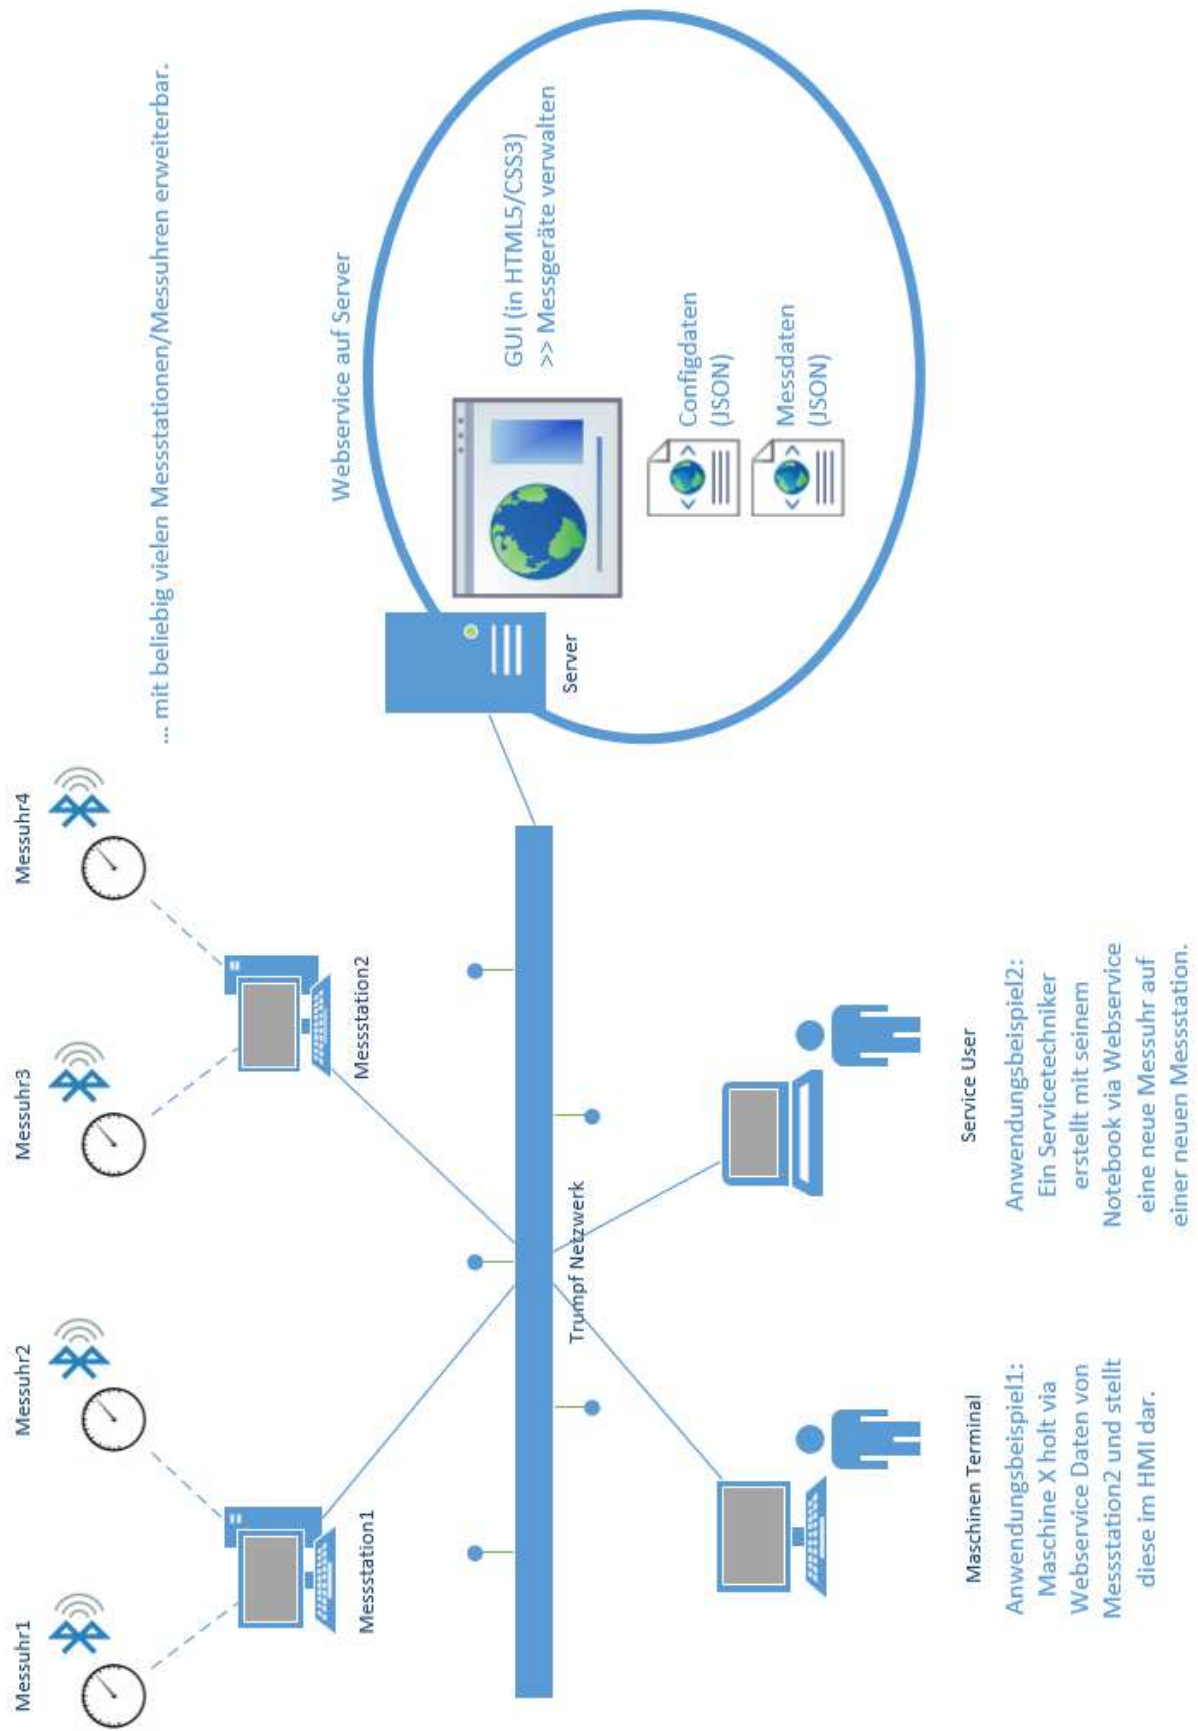 Messuhr1
Messuhr2
Messuhr3
Messuhr4
... mit beliebig vielen Messstationen/Messuhren erweiterbar.
Messstation1
Messstation2
Webservice auf Server
GUI (in HTML5/CSS3)
>> Messgeräte verwalten
Configdaten
(JSON)
Messdaten
(JSON)
Server
Trumpf Netzwerk
Maschinen Terminal
Anwendungsbeispiel1:
Maschine X holt via
Webservice Daten von
Messstation2 und stellt
diese im HMI dar.
Service User
Anwendungsbeispiel2:
Ein Servicetechniker
erstellt mit seinem
Notebook via Webservice
eine neue Messuhr auf
einer neuen Messstation.